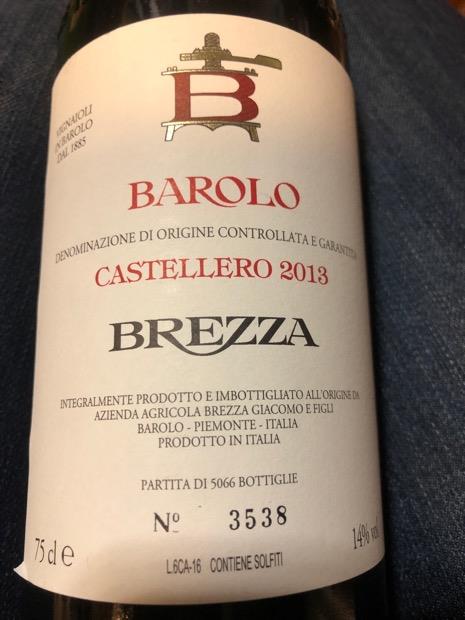 B
VIGNAIOLI
IN BAROLO
DAL 1885
BAROLO
DENOMINAZIONE DI ORIGINE CONTROLLATA E GARANTITA
CASTELLERO 2013
BREZZA
INTEGRALMENTE PRODOTTO E IMBOTTIGLIATO ALL'ORIGINE DA
AZIENDA AGRICOLA BREZZA GIACOMO E FIGLI
BAROLO - PIEMONTE - ITALIA
PRODOTTO IN ITALIA
PARTITA DI 5066 BOTTIGLIE
Nº 3538
75 cl e 14% vol
L.6CA-16 CONTIENE SOLFITI